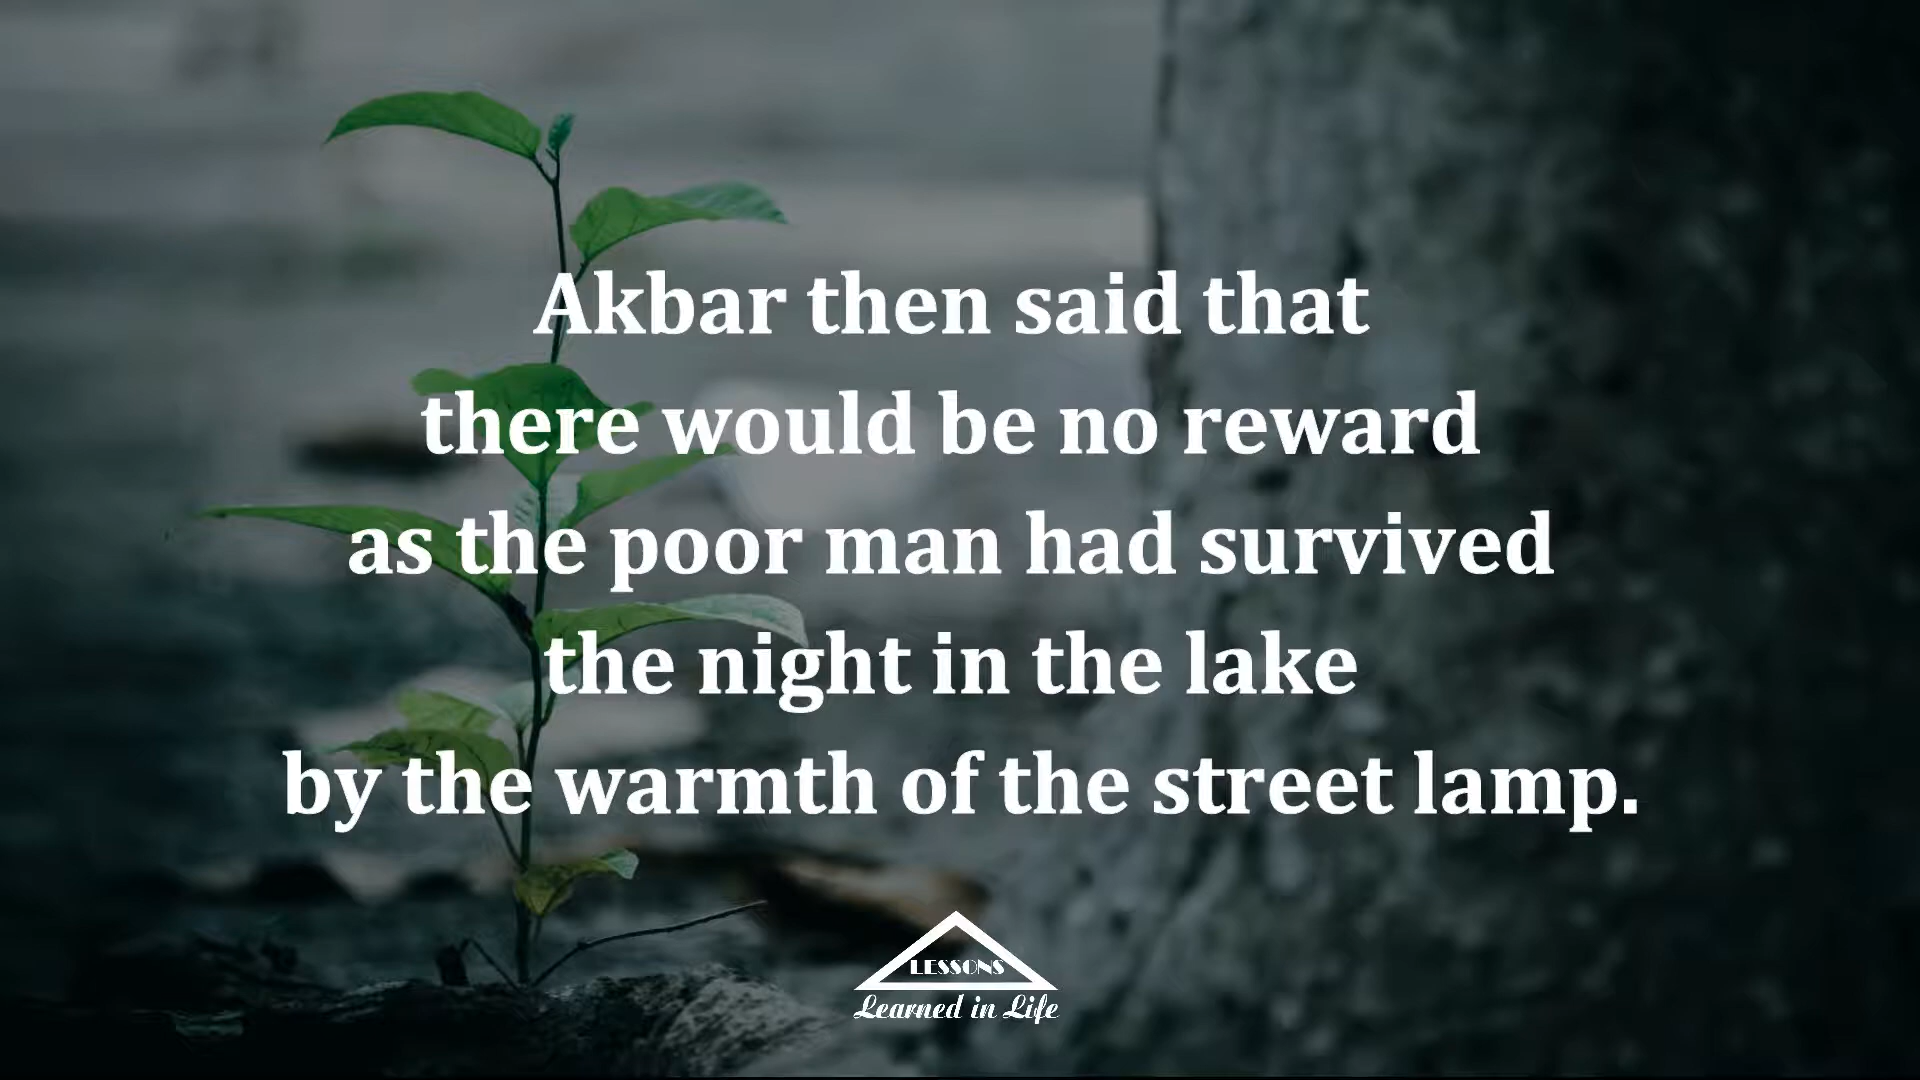 Akbar then said that
there would be no reward
as the poor man had survived
the night in the lake
by the warmth of the street lamp.
LESSONS
Learned in Life